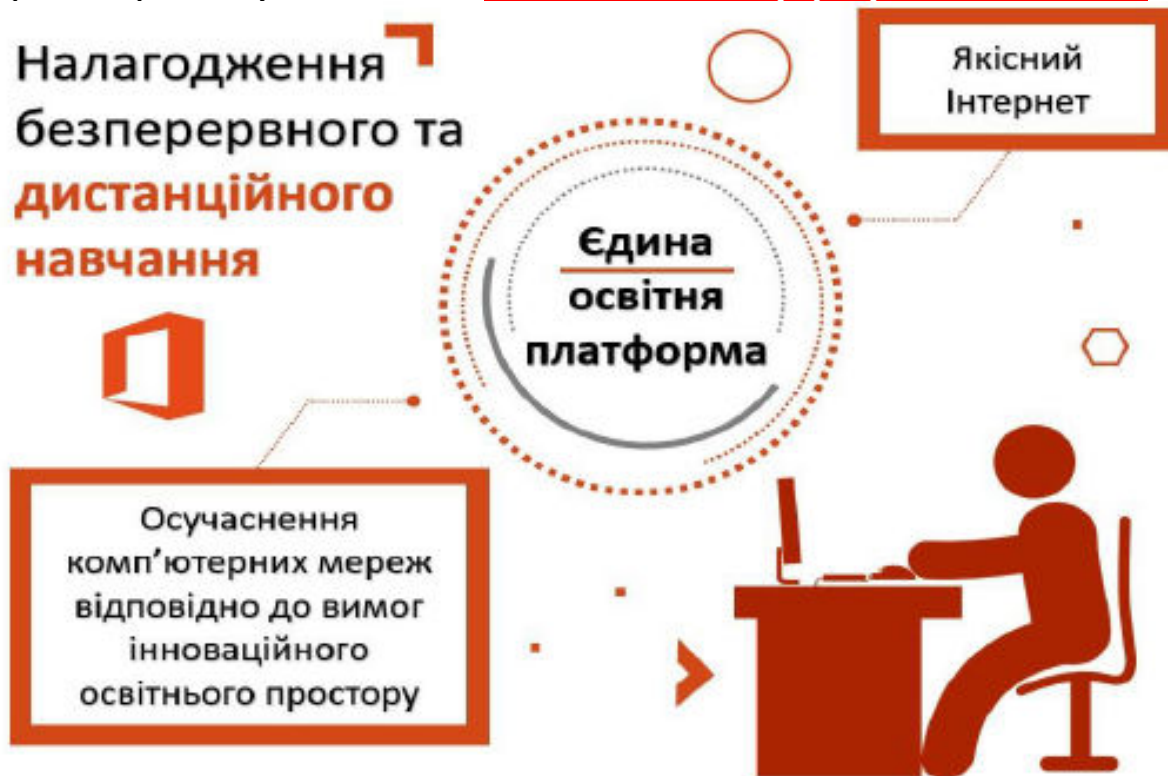 Налагодження
безперервного та
дистанційного
навчання
Якісний
Інтернет
Єдина
освітня
платформа
Осучаснення
комп’ютерних мереж
відповідно до вимог
інноваційного
освітнього простору